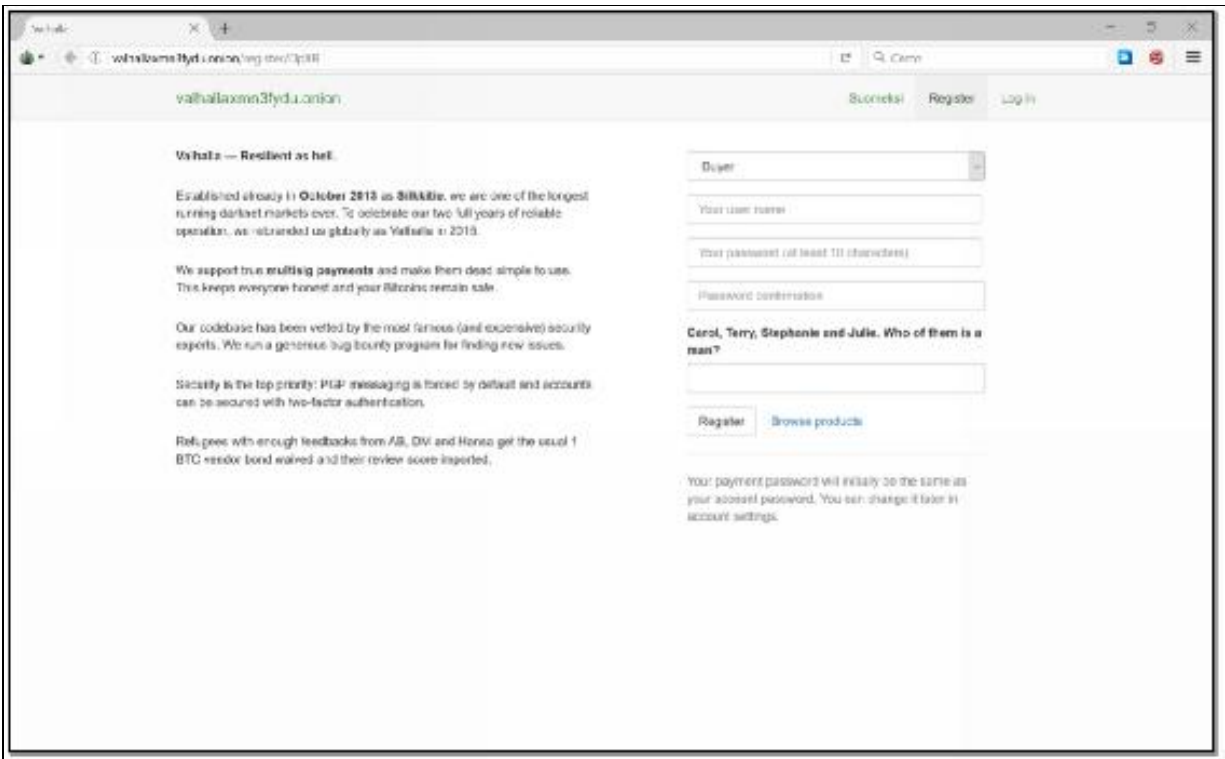 Valhalla
valhallaxmn3fydu.onion/register/
valhallaxmn3fydu.onion
Suomeksi Register Log in
Valhalla — Resilient as hell.
Established already in October 2013 as Silkkitie, we are one of the longest
running darknet markets ever. To celebrate our two full years of reliable
operation, we rebranded us globally as Valhalla in 2015.
We support true multisig payments and make them dead simple to use.
This keeps everyone honest and your Bitcoins remain safe.
Our codebase has been vetted by the most famous (and expensive) security
experts. We run a generous bug bounty program for finding new issues.
Security is the top priority: PGP messaging is forced by default and accounts
can be secured with two-factor authentication.
Refugees with enough feedbacks from AB, DM and Hansa get the usual 1
BTC vendor bond waived and their review score imported.
Buyer
Your user name
Your password (at least 10 characters)
Password confirmation
Carol, Terry, Stephanie and Julie. Who of them is a
man?
Register Browse products
Your payment password will initially be the same as
your account password. You can change it later in
account settings.